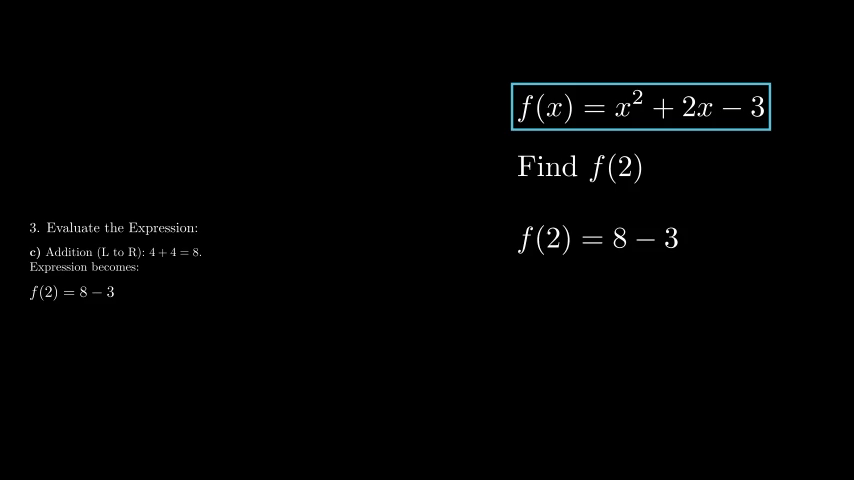 3. Evaluate the Expression:
c) Addition (L to R): 4 + 4 = 8.
Expression becomes:
f(2) = 8 − 3
f(x) = x² + 2x − 3
Find f(2)
f(2) = 8 − 3